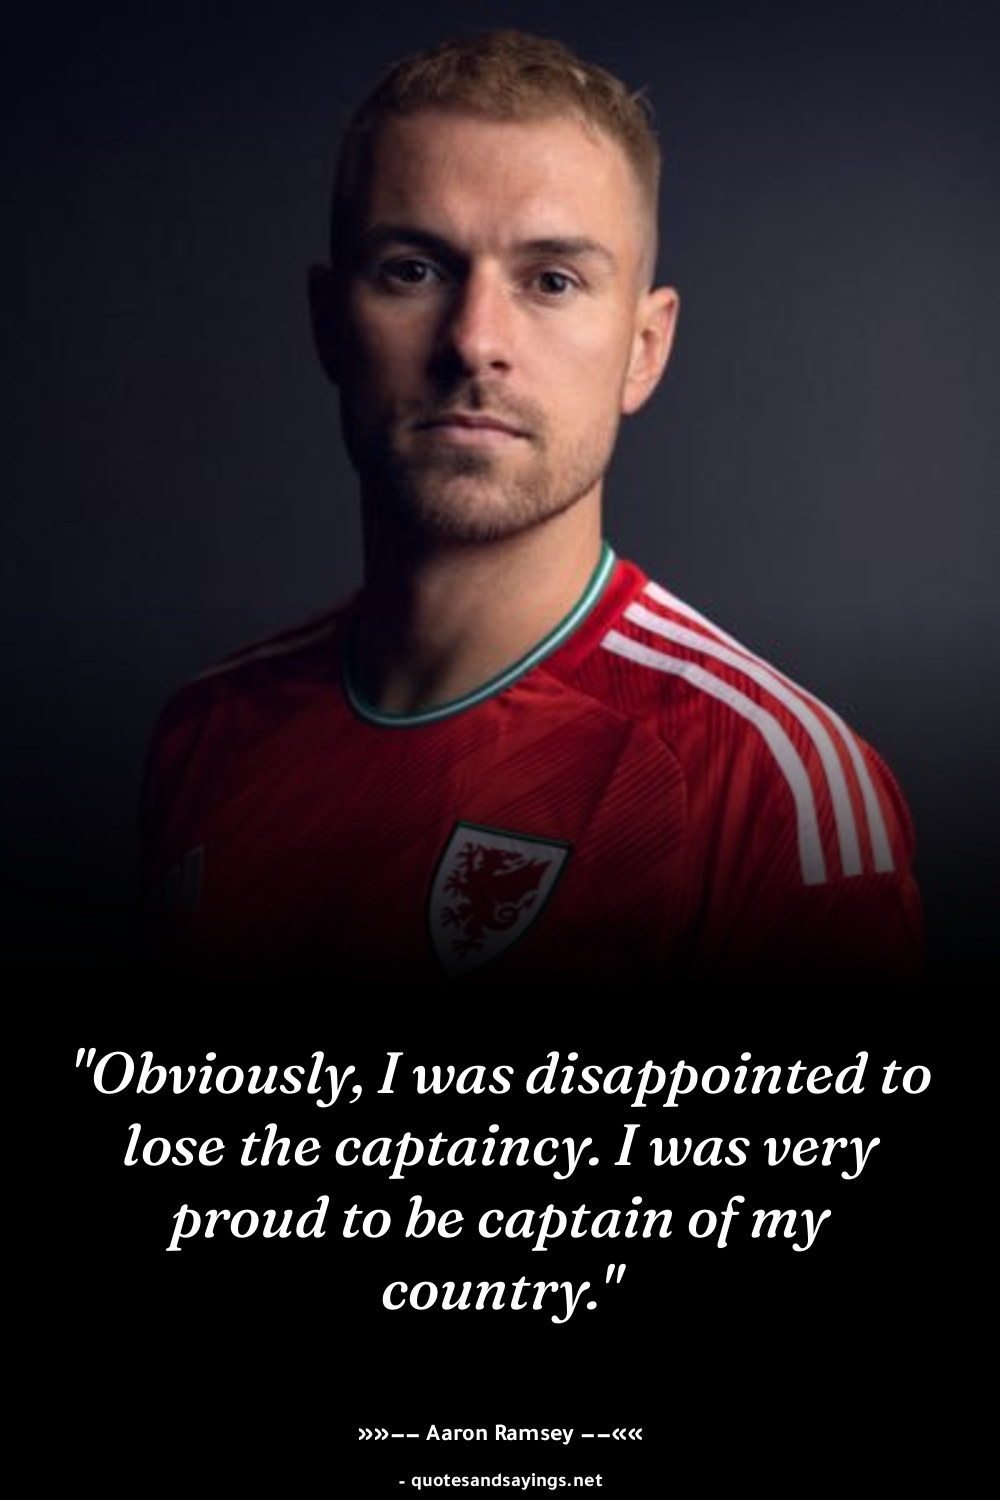 "Obviously, I was disappointed to
lose the captaincy. I was very
proud to be captain of my
country."
»»–– Aaron Ramsey ––««
- quotesandsayings.net